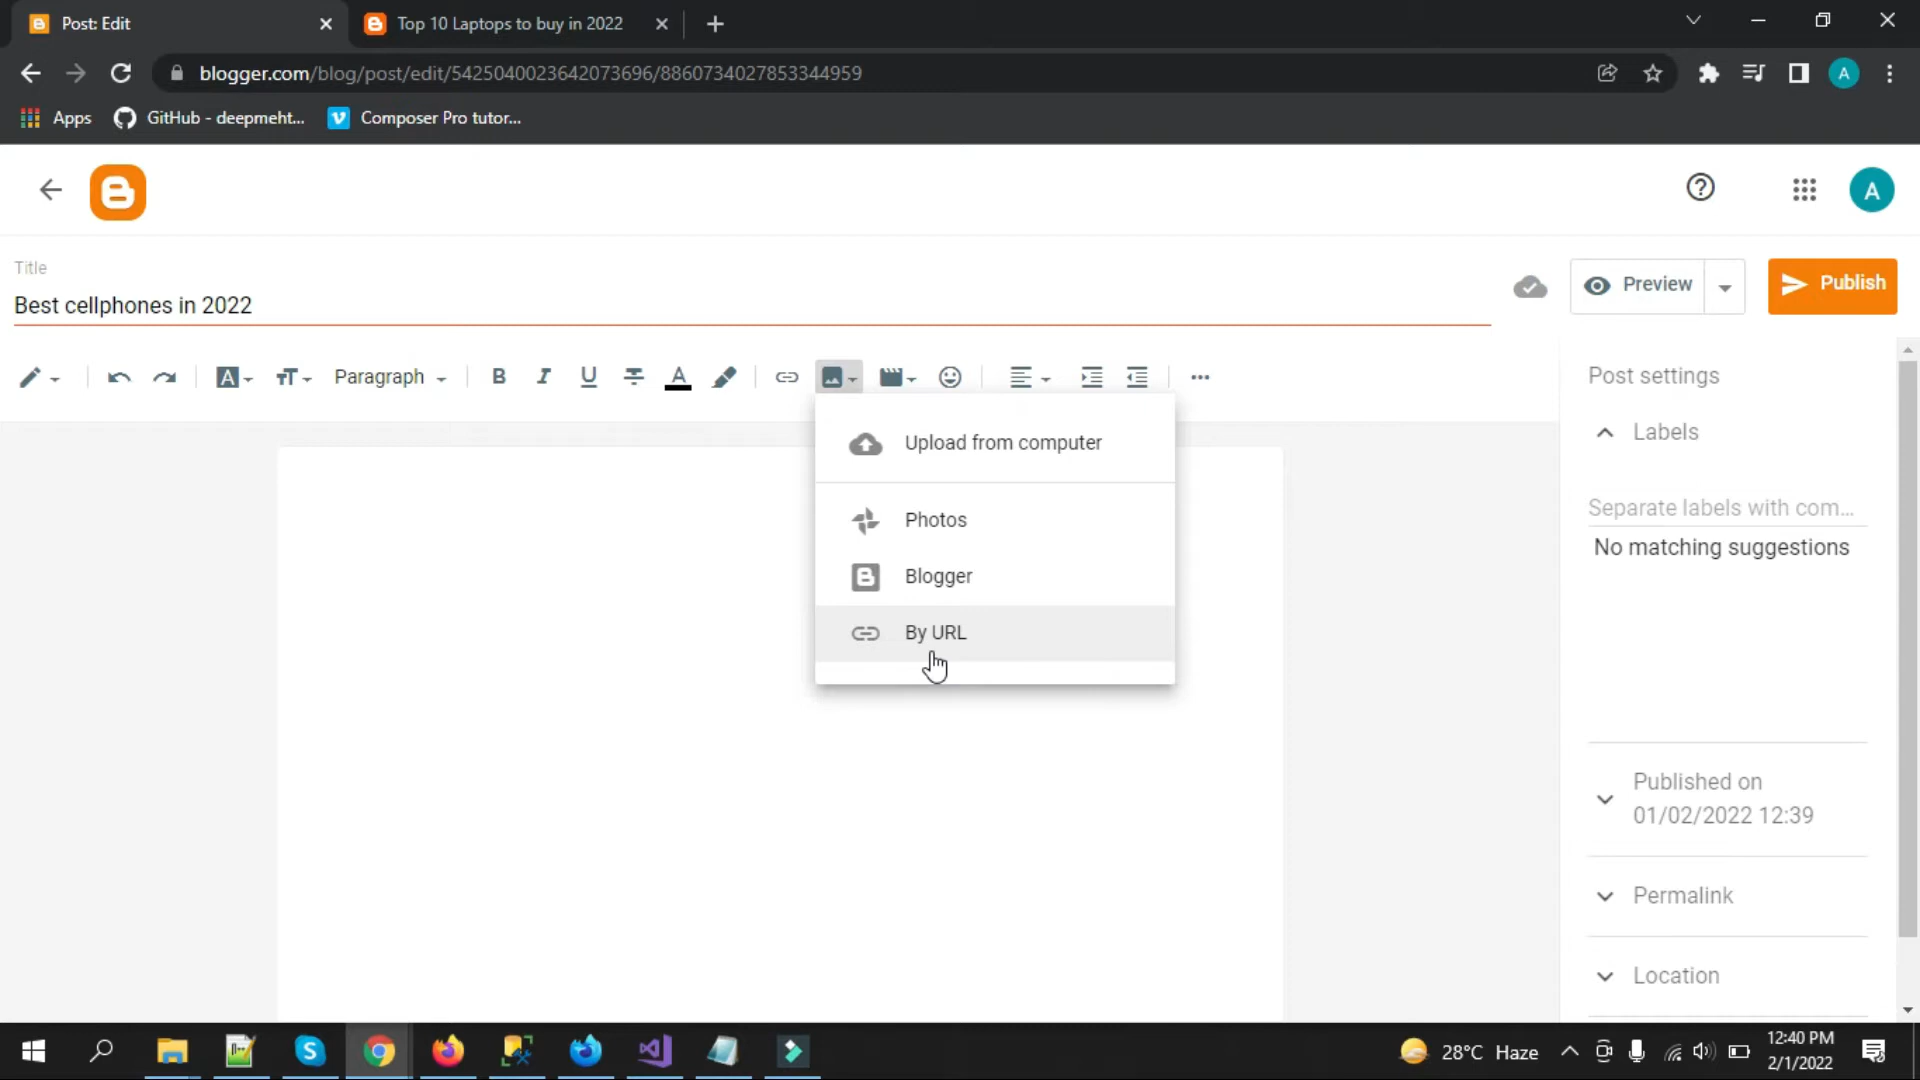 Post: Edit
Top 10 Laptops to buy in 2022
blogger.com/blog/post/edit/5425040023642073696/8860734027853344959
A
Apps
GitHub - deepmeht...
Composer Pro tutor...
A
Title
Best cellphones in 2022
Preview
Publish
Paragraph
Upload from computer
Photos
Blogger
By URL
Post settings
Labels
Separate labels with com...
No matching suggestions
Published on
01/02/2022 12:39
Permalink
Location
28°C Haze
12:40 PM
2/1/2022